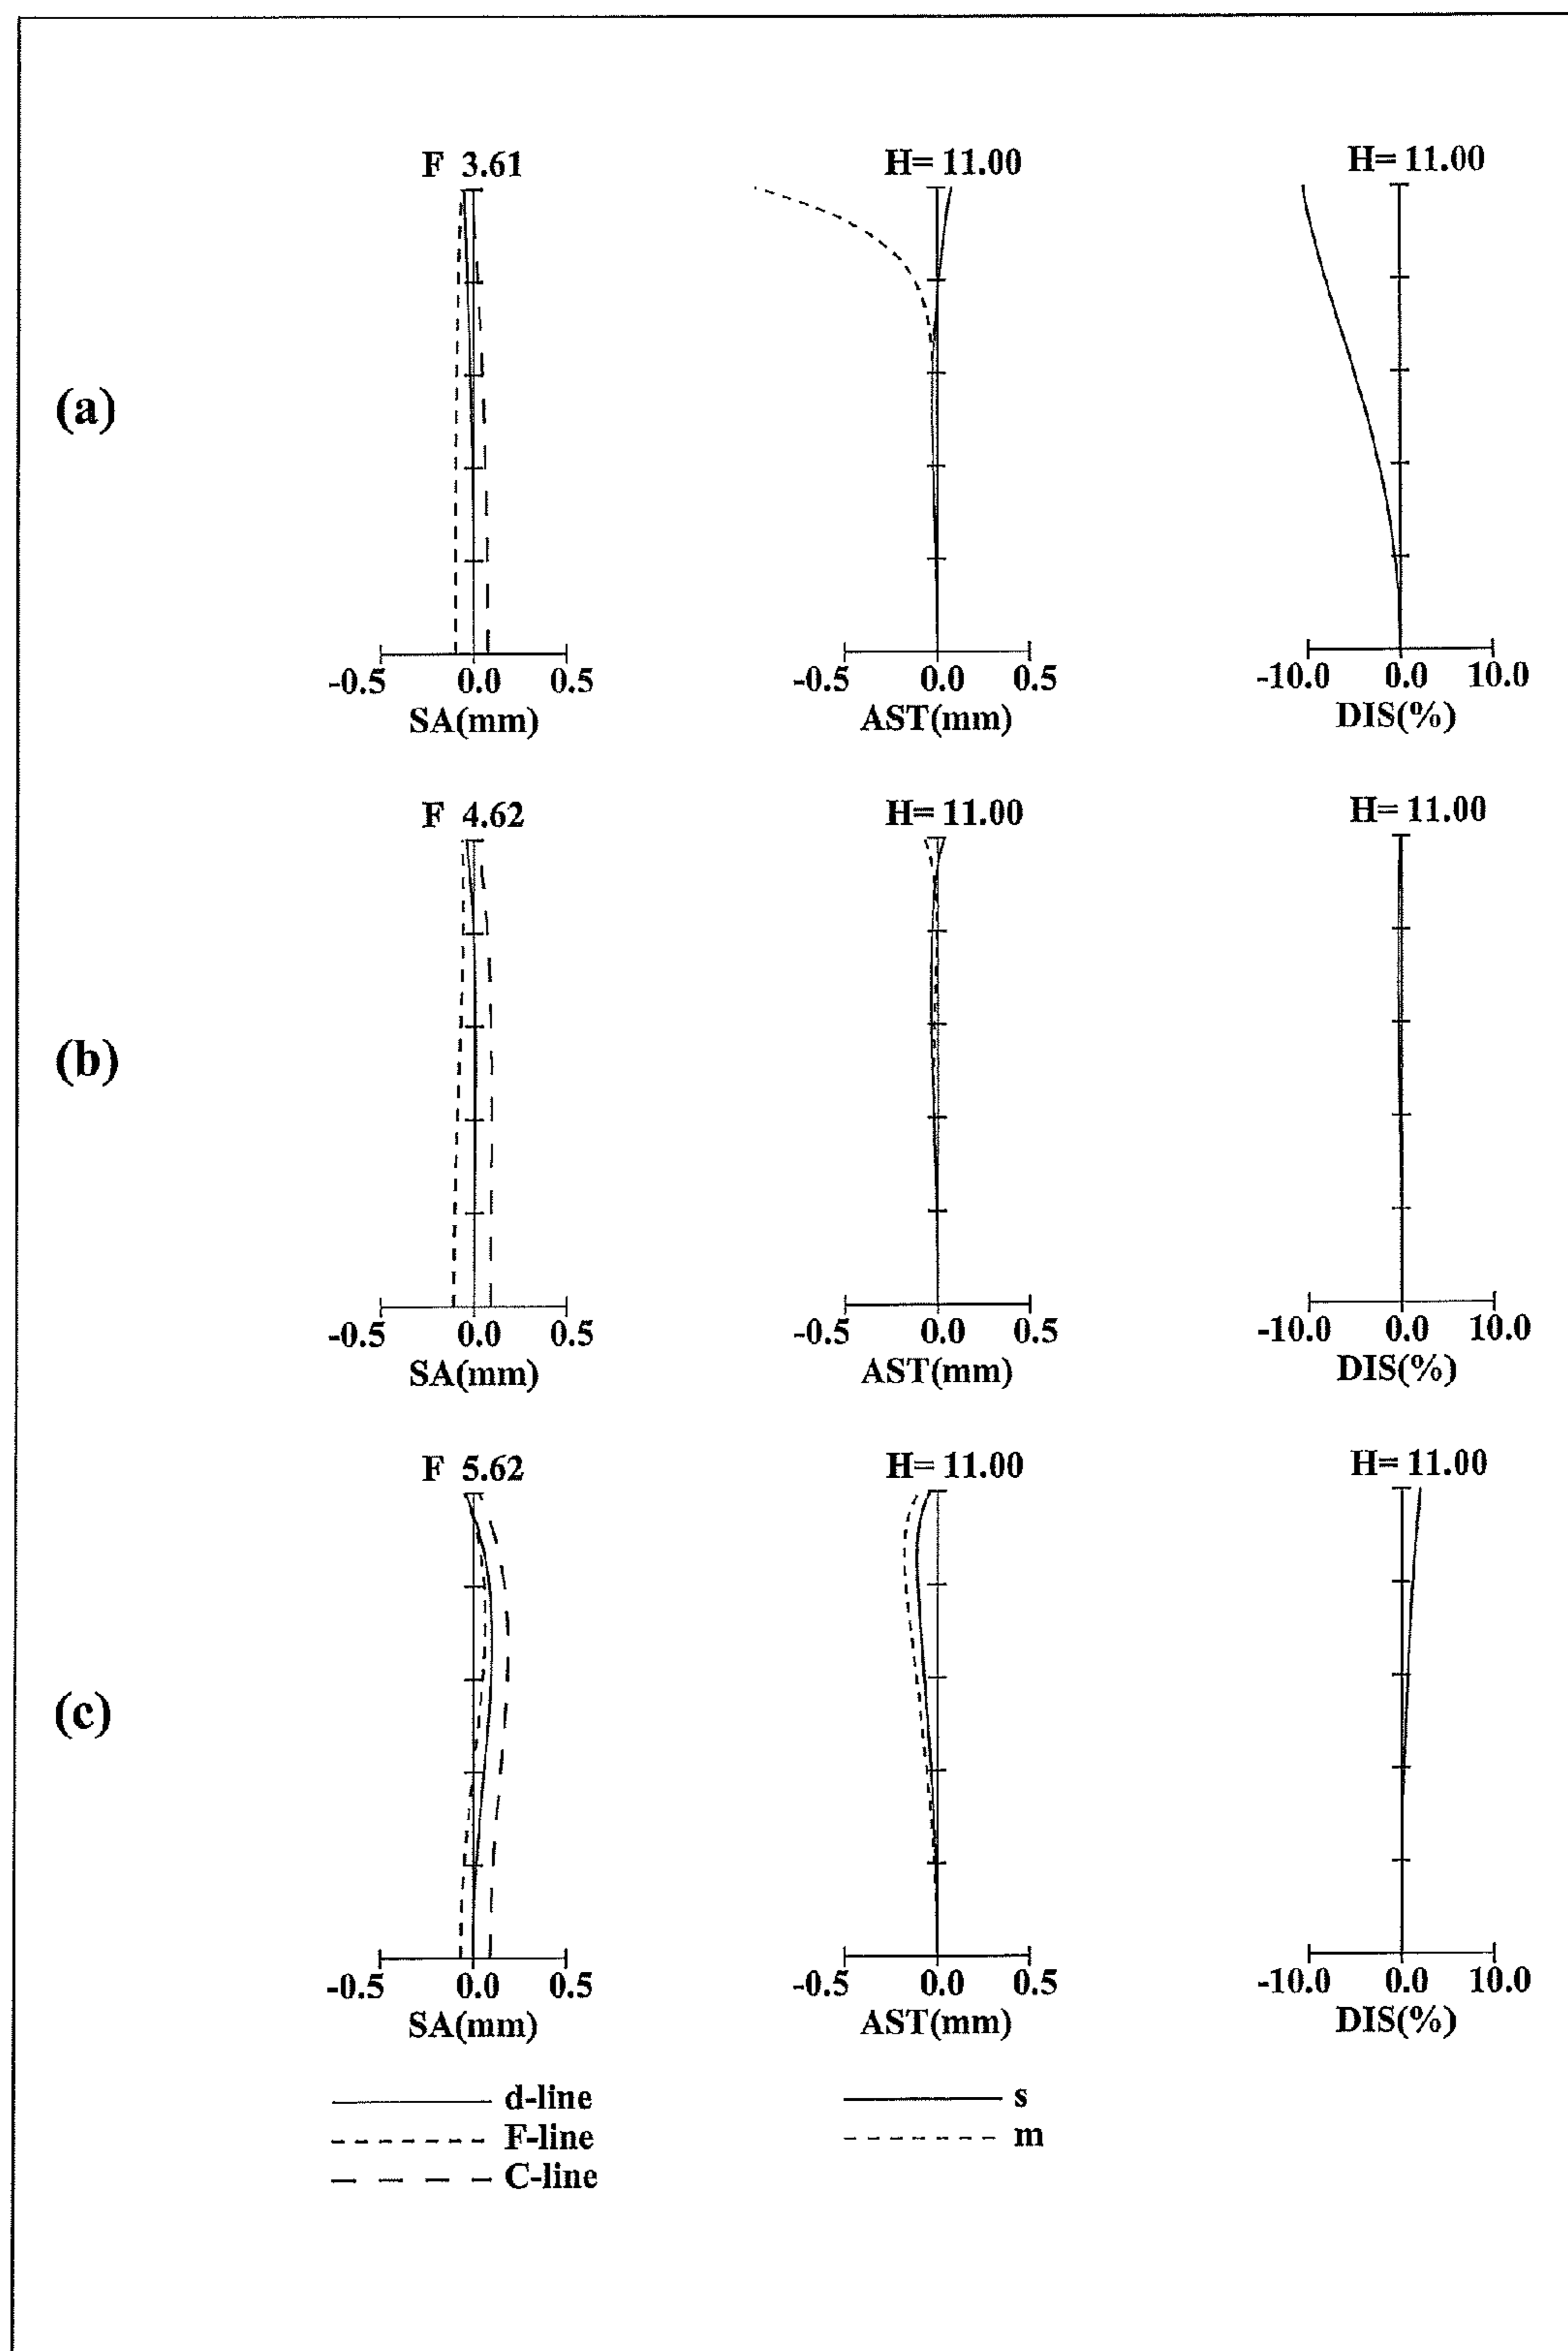 F 3.61 H= 11.00 H= 11.00
(a)
-0.5 0.0 0.5 -0.5 0.0 0.5 -10.0 0.0 10.0
SA(mm) AST(mm) DIS(%)
F 4.62 H= 11.00 H= 11.00
(b)
-0.5 0.0 0.5 -0.5 0.0 0.5 -10.0 0.0 10.0
SA(mm) AST(mm) DIS(%)
F 5.62 H= 11.00 H= 11.00
(c)
-0.5 0.0 0.5 -0.5 0.0 0.5 -10.0 0.0 10.0
SA(mm) AST(mm) DIS(%)
d-line s
F-line m
C-line